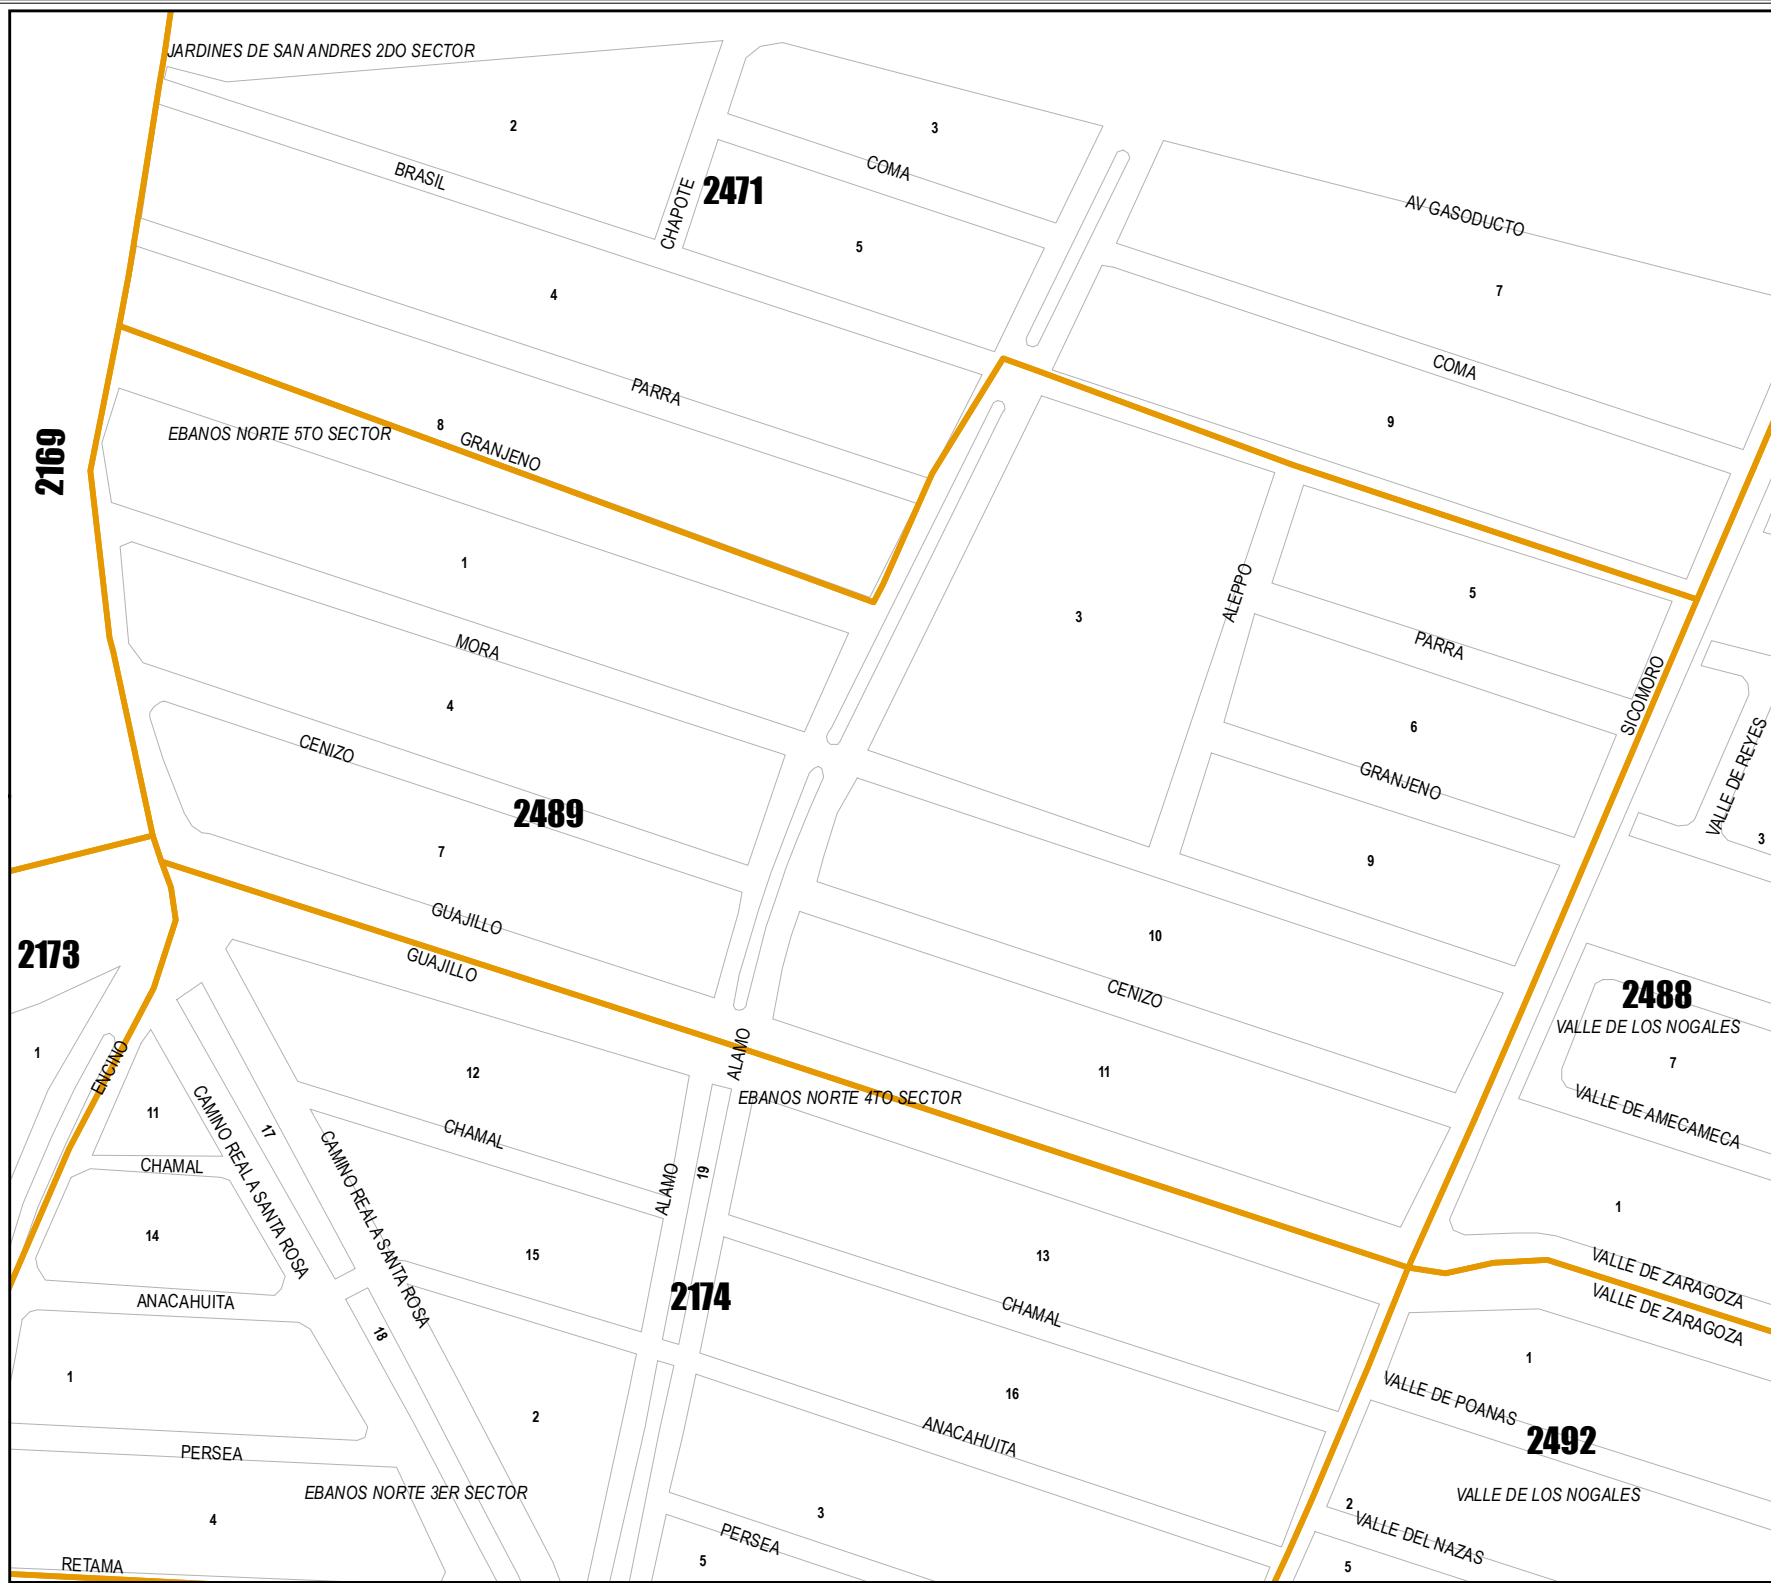 JARDINES DE SAN ANDRES 2DO SECTOR
2
3
COMA
BRASIL
2471
CHAPOTE
AV GASODUCTO
5
7
4
COMA
PARRA
9
8
GRANJENO
EBANOS NORTE 5TO SECTOR
2169
1
ALEPPO
5
3
MORA
PARRA
SICOMORO
4
6
CENIZO
GRANJENO
VALLE DE REYES
2489
3
7
9
GUAJILLO
10
2173
GUAJILLO
CENIZO
2488
VALLE DE LOS NOGALES
1
ENCINO
ALAMO
7
12
11
EBANOS NORTE 4TO SECTOR
VALLE DE AMECAMECA
11
17
CAMINO REAL A SANTA ROSA
CAMINO REAL A SANTA ROSA
CHAMAL
CHAMAL
ALAMO
19
1
14
15
13
VALLE DE ZARAGOZA
2174
VALLE DE ZARAGOZA
ANACAHUITA
CHAMAL
18
1
1
VALLE DE POANAS
16
2
ANACAHUITA
2492
PERSEA
EBANOS NORTE 3ER SECTOR
VALLE DE LOS NOGALES
2
4
3
VALLE DEL NAZAS
PERSEA
RETAMA
5
5